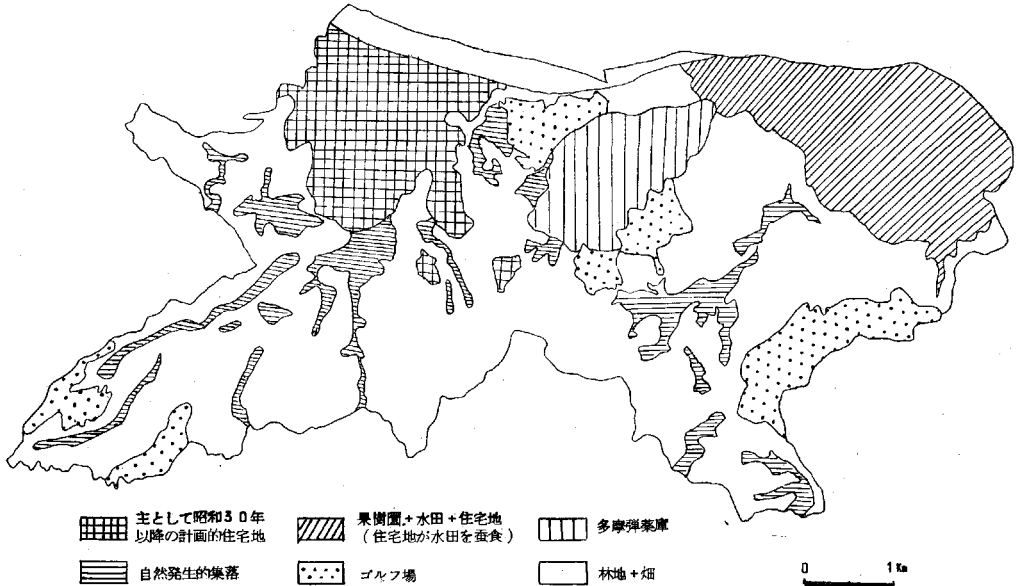 主として昭和30年
以降の計画的住宅地
果樹園+水田+住宅地
(住宅地が水田を蚕食)
多摩弾薬庫
自然発生的集落
ゴルフ場
林地+畑
0 1 Km